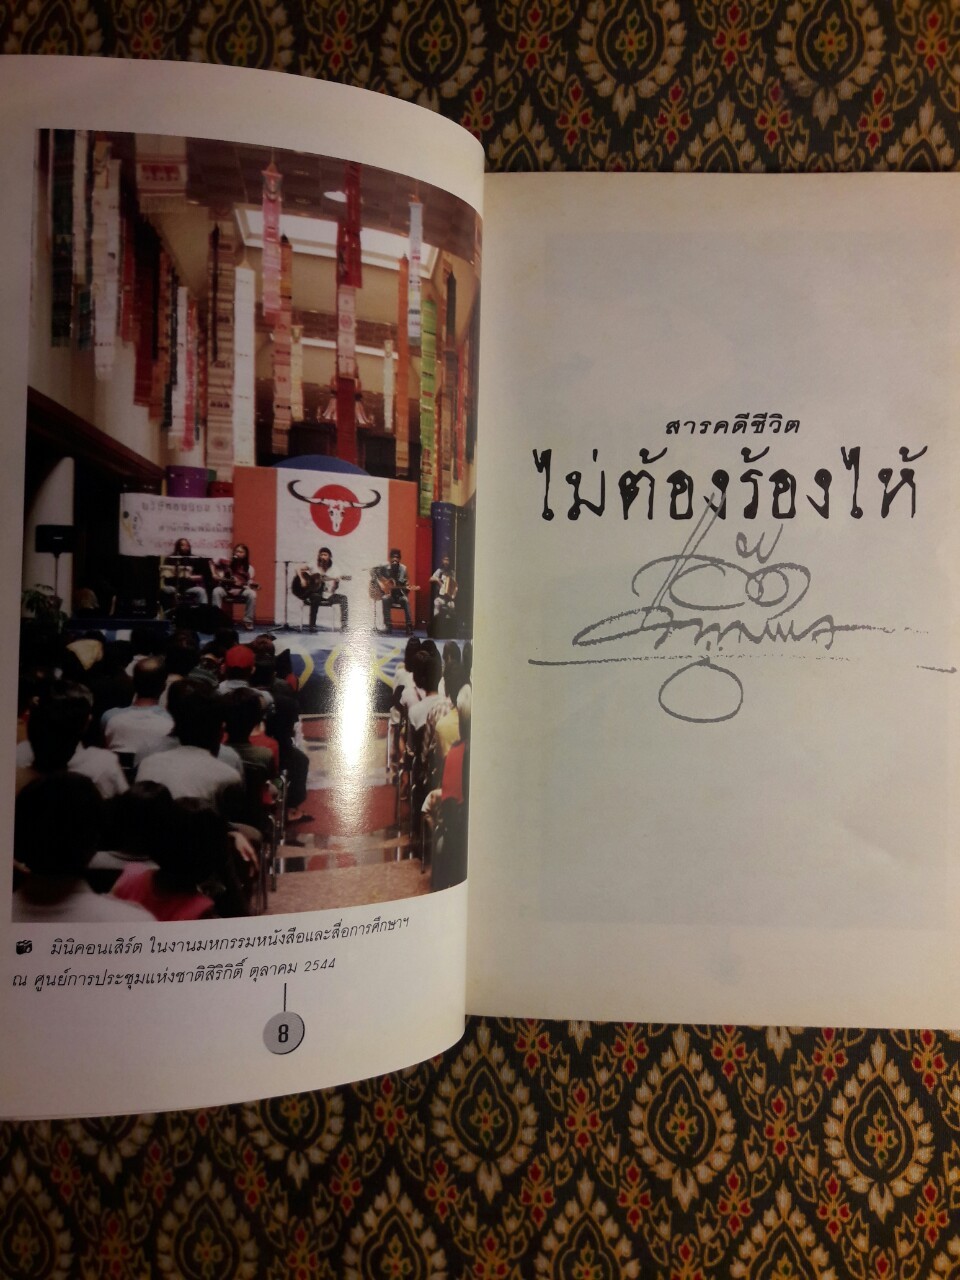 มินิคอนเสิร์ต ในงานมหกรรมหนังสือและสื่อการศึกษาฯ
ณ ศูนย์การประชุมแห่งชาติสิริกิติ์ ตุลาคม 2544
8
สารคดีชีวิต
ไม่ต้องร้องไห้